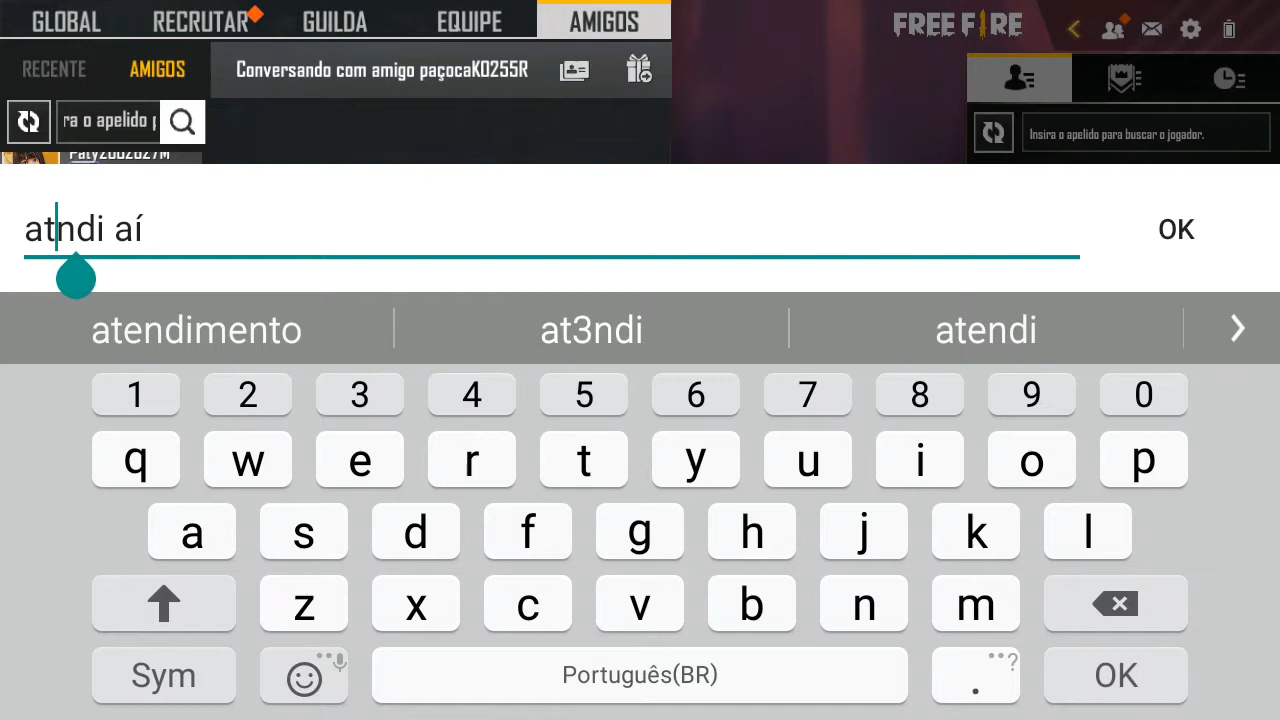 GLOBAL RECRUTAR GUILDA EQUIPE AMIGOS
FREE FIRE
RECENTE AMIGOS Conversando com amigo paçocaKO255R
ra o apelido
Insira o apelido para buscar o jogador.
atndi aí OK
atendimento at3ndi atendi
1 2 3 4 5 6 7 8 9 0
q w e r t y u i o p
a s d f g h j k l
z x c v b n m
Sym Português(BR) . ? OK